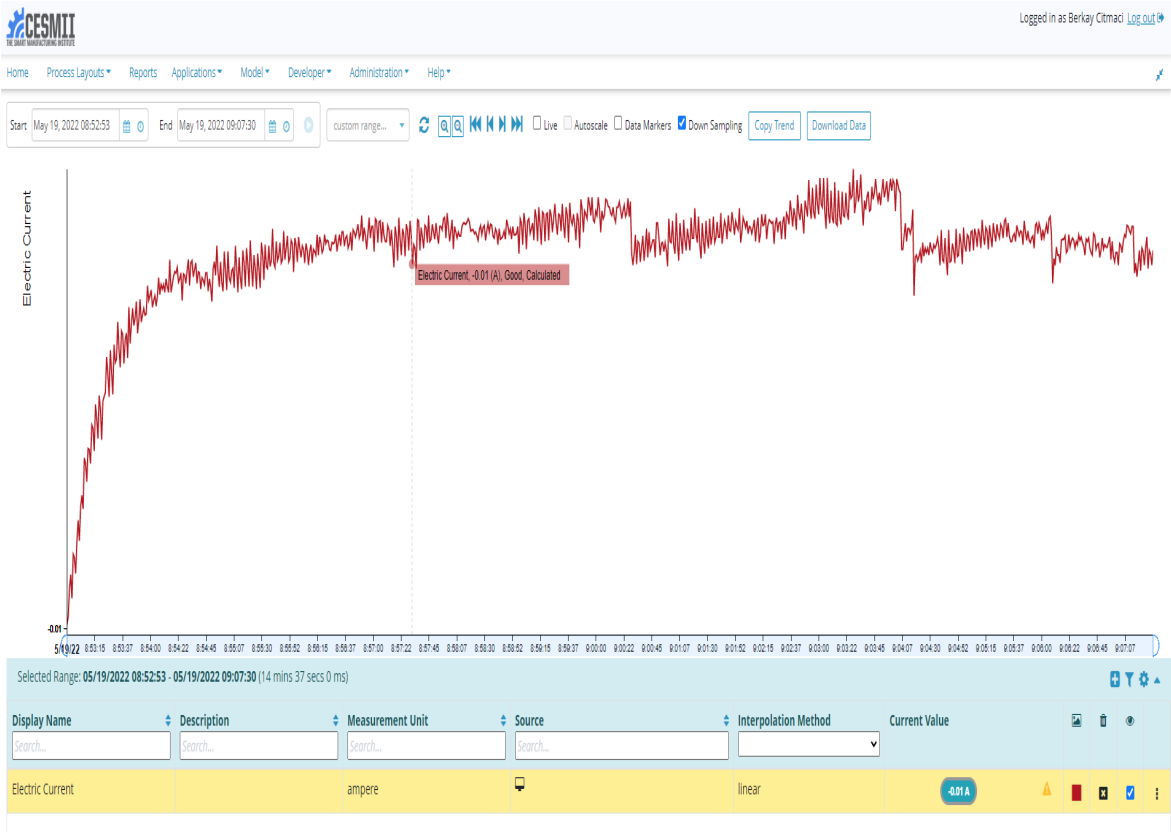 CESMII
THE SMART MANUFACTURING INSTITUTE
Logged in as Berkay Citmaci Log out
Home Process Layouts Reports Applications Model Developer Administration Help
Start May 19, 2022 08:52:53 End May 19, 2022 09:07:30 custom range... Live Autoscale Data Markers Down Sampling Copy Trend Download Data
Electric Current
Electric Current, -0.01 (A), Good, Calculated
-0.01
5/19/22 8:53:15 8:53:37 8:54:00 8:54:22 8:54:45 8:55:07 8:55:30 8:55:52 8:56:15 8:56:37 8:57:00 8:57:22 8:57:45 8:58:07 8:58:30 8:58:52 8:59:15 8:59:37 9:00:00 9:00:22 9:00:45 9:01:07 9:01:30 9:01:52 9:02:15 9:02:37 9:03:00 9:03:22 9:03:45 9:04:07 9:04:30 9:04:52 9:05:15 9:05:37 9:06:00 9:06:22 9:06:45 9:07:07
Selected Range: 05/19/2022 08:52:53 - 05/19/2022 09:07:30 (14 mins 37 secs 0 ms)
Display Name Description Measurement Unit Source Interpolation Method Current Value
Search... Search... Search... Search...
Electric Current ampere linear -0.01 A